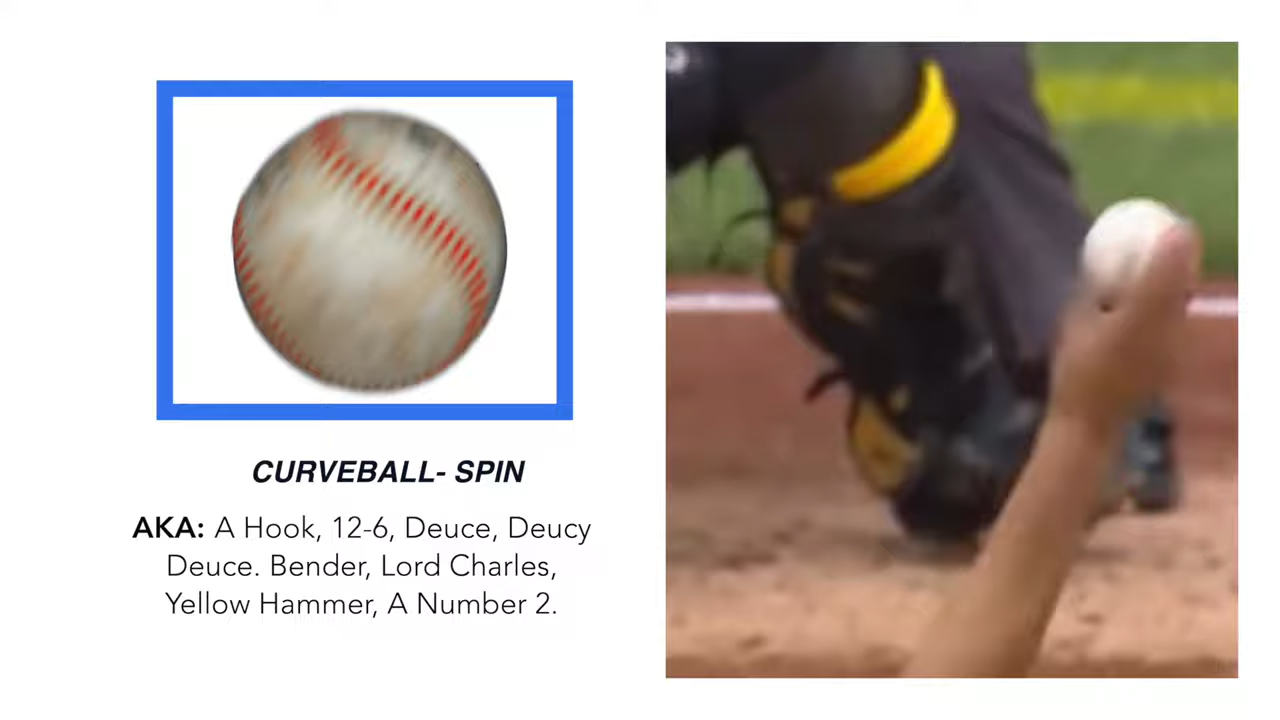 CURVEBALL- SPIN
AKA: A Hook, 12-6, Deuce, Deucy
Deuce. Bender, Lord Charles,
Yellow Hammer, A Number 2.